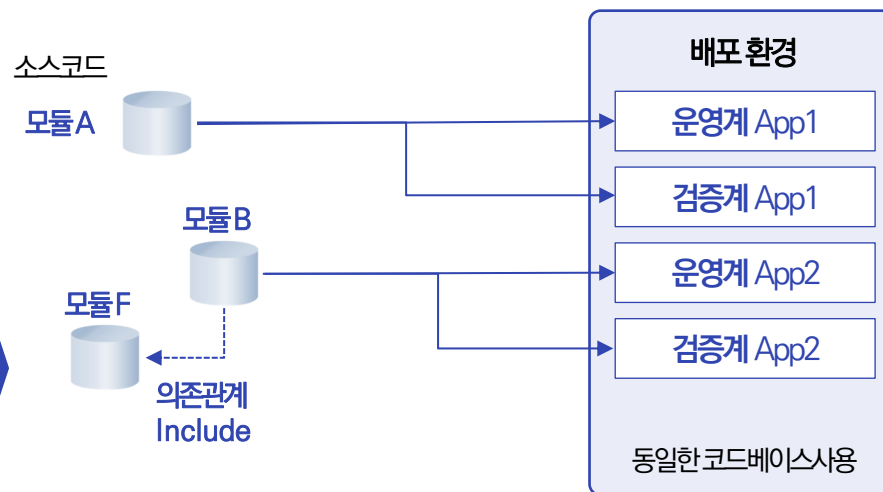 소스코드
모듈A
모듈B
모듈F
의존관계
Include
배포 환경
운영계 App1
검증계 App1
운영계 App2
검증계 App2
동일한 코드베이스사용